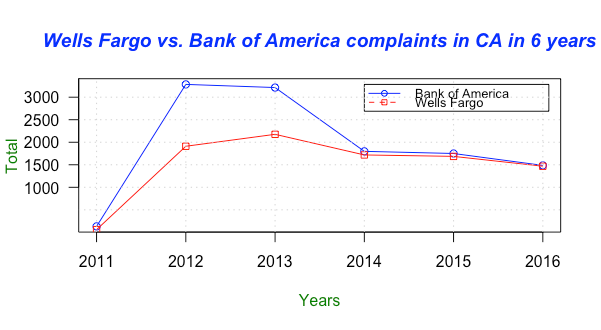 Wells Fargo vs. Bank of America complaints in CA in 6 years
Bank of America
Wells Fargo
3000
2500
2000
1500
1000
Total
2011 2012 2013 2014 2015 2016
Years